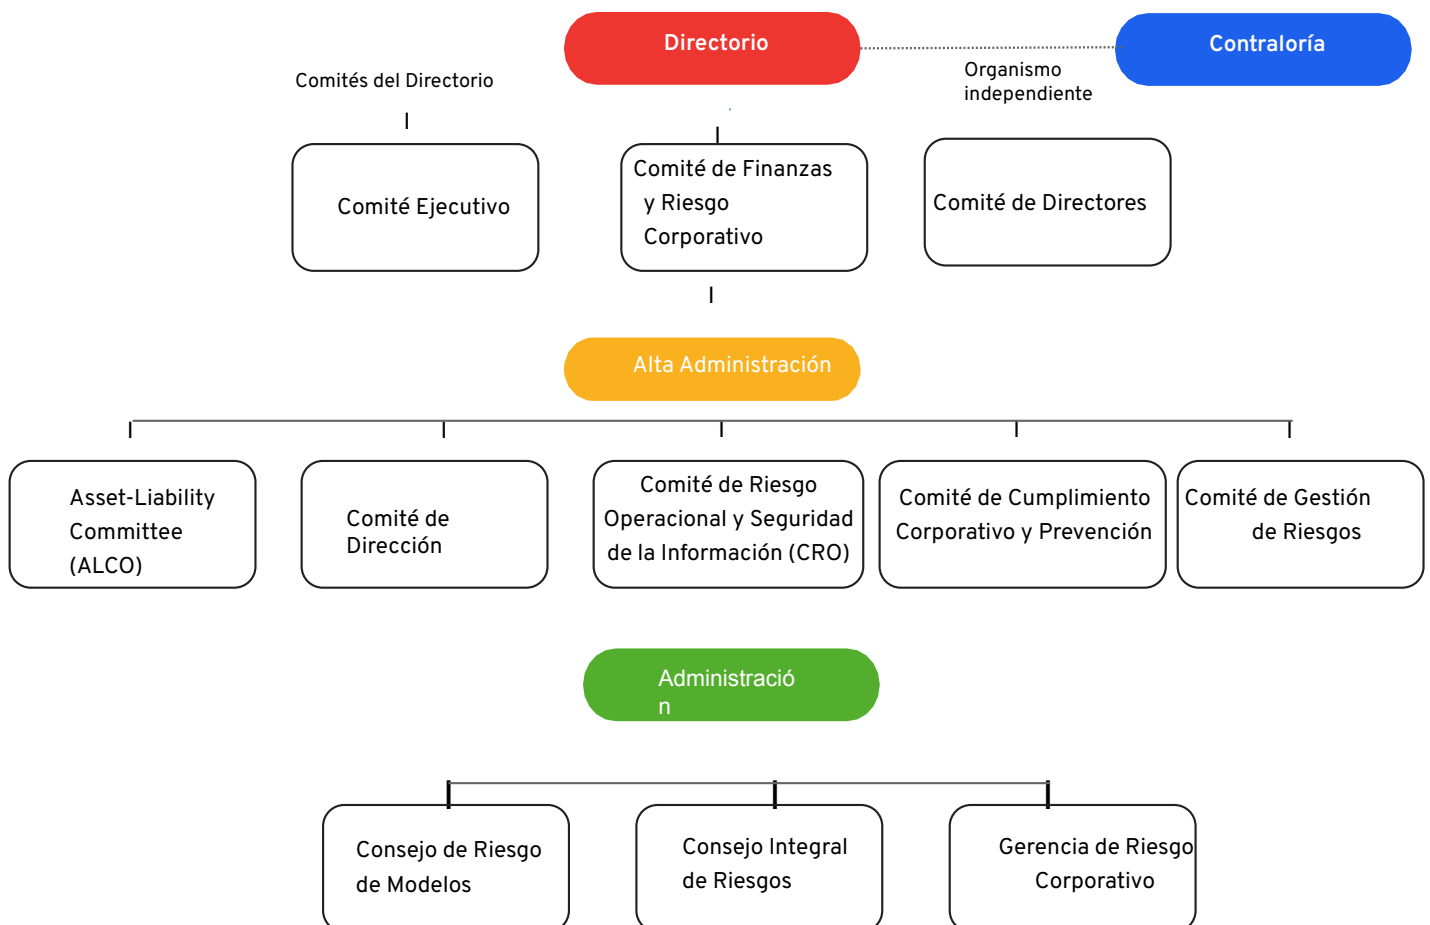 Directorio
Contraloría
Comités del Directorio
Organismo
independiente
Comité Ejecutivo
Comité de Finanzas
y Riesgo
Corporativo
Comité de Directores
Alta Administración
Asset-Liability
Committee
(ALCO)
Comité de
Dirección
Comité de Riesgo
Operacional y Seguridad
de la Información (CRO)
Comité de Cumplimiento
Corporativo y Prevención
Comité de Gestión
de Riesgos
Administració
n
Consejo de Riesgo
de Modelos
Consejo Integral
de Riesgos
Gerencia de Riesgo
Corporativo